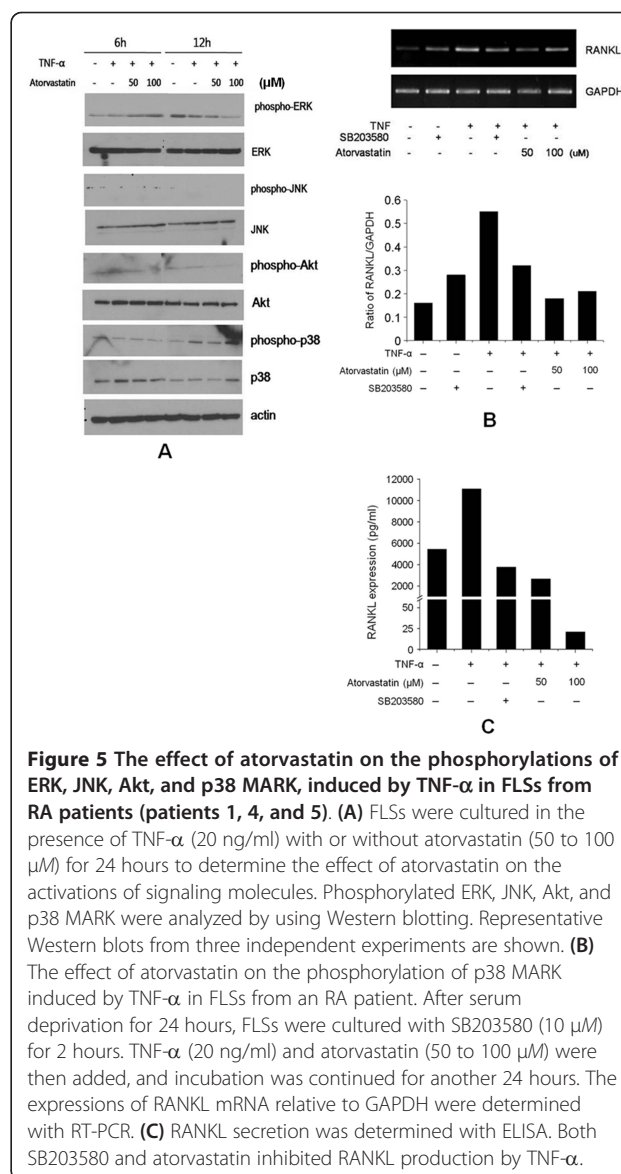 6h 12h
TNF-α - + + + - + + +
Atorvastatin - - 50 100 - - 50 100 (μM)
phospho-ERK
ERK
phospho-JNK
JNK
phospho-Akt
Akt
phospho-p38
p38
actin
A
RANKL
GAPDH
TNF - - + + + +
SB203580 - + - + - -
Atorvastatin - - - - 50 100 (uM)
Ratio of RANKL/GAPDH
0.6
0.5
0.4
0.3
0.2
0.1
0
TNF-α – – + + + +
Atorvastatin (μM) – – – – 50 100
SB203580 – + – + – –
B
RANKL expression (pg/ml)
12000
10000
8000
6000
4000
2000
50
25
0
TNF-α – + + + +
Atorvastatin (μM) – – – 50 100
SB203580 – – + – –
C
Figure 5 The effect of atorvastatin on the phosphorylations of
ERK, JNK, Akt, and p38 MARK, induced by TNF-α in FLSs from
RA patients (patients 1, 4, and 5). (A) FLSs were cultured in the
presence of TNF-α (20 ng/ml) with or without atorvastatin (50 to 100
μM) for 24 hours to determine the effect of atorvastatin on the
activations of signaling molecules. Phosphorylated ERK, JNK, Akt, and
p38 MARK were analyzed by using Western blotting. Representative
Western blots from three independent experiments are shown. (B)
The effect of atorvastatin on the phosphorylation of p38 MARK
induced by TNF-α in FLSs from an RA patient. After serum
deprivation for 24 hours, FLSs were cultured with SB203580 (10 μM)
for 2 hours. TNF-α (20 ng/ml) and atorvastatin (50 to 100 μM) were
then added, and incubation was continued for another 24 hours. The
expressions of RANKL mRNA relative to GAPDH were determined
with RT-PCR. (C) RANKL secretion was determined with ELISA. Both
SB203580 and atorvastatin inhibited RANKL production by TNF-α.